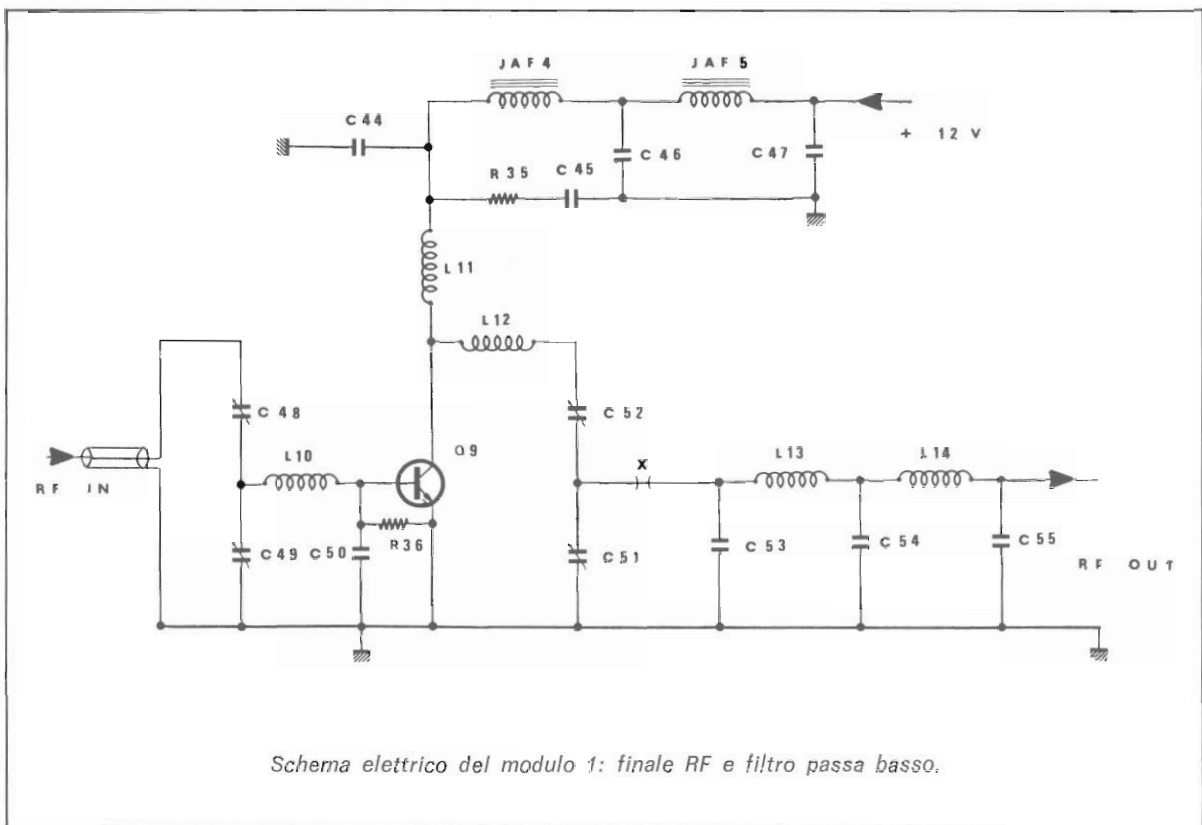 JAF 4
JAF 5
+ 12 V
C 44
C 46
C 47
R 35
C 45
L 11
L 12
C 48
C 52
RF IN
L 10
Q9
X
L 13
L 14
C 49
C 50
R 36
C 51
C 53
C 54
C 55
RF OUT
Schema elettrico del modulo 1: finale RF e filtro passa basso.